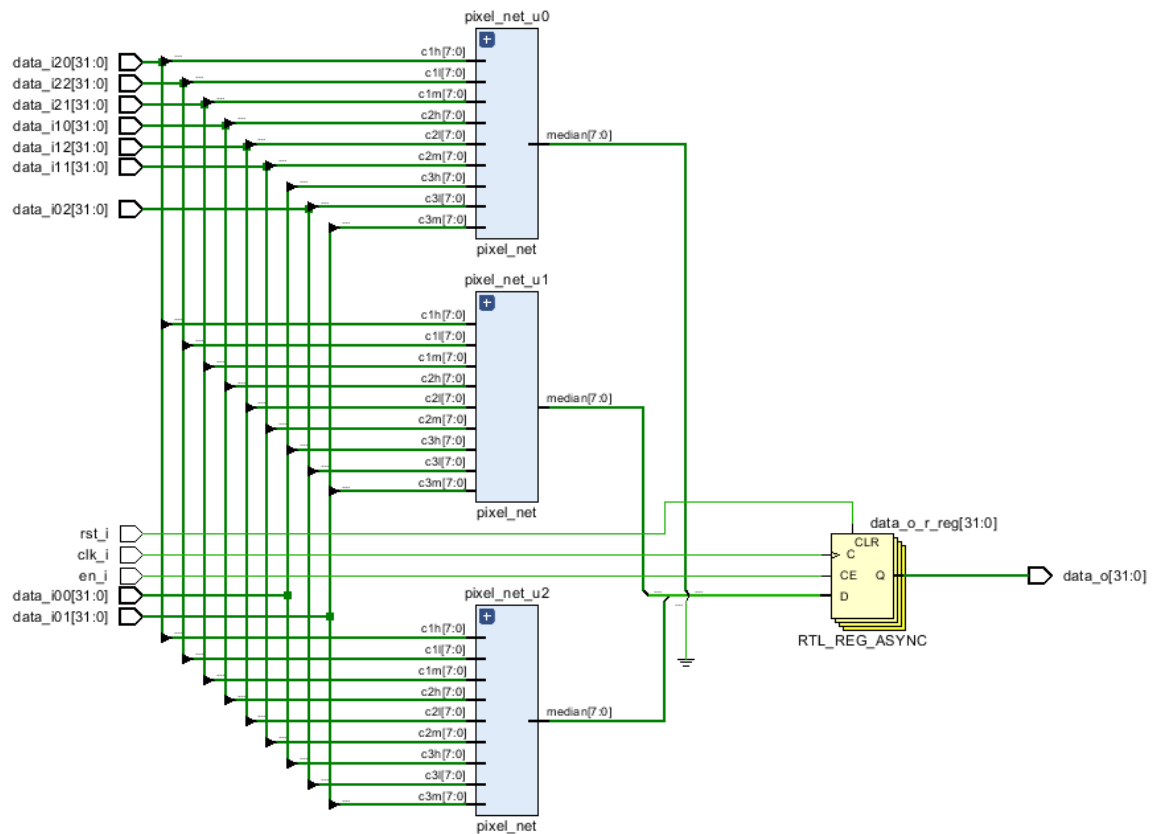 pixel_net_u0
data_i20[31:0]
data_i22[31:0]
data_i21[31:0]
data_i10[31:0]
data_i12[31:0]
data_i11[31:0]
data_i02[31:0]
c1h[7:0]
c1l[7:0]
c1m[7:0]
c2h[7:0]
c2l[7:0]
c2m[7:0]
c3h[7:0]
c3l[7:0]
c3m[7:0]
median[7:0]
pixel_net
pixel_net_u1
c1h[7:0]
c1l[7:0]
c1m[7:0]
c2h[7:0]
c2l[7:0]
c2m[7:0]
c3h[7:0]
c3l[7:0]
c3m[7:0]
median[7:0]
pixel_net
rst_i
clk_i
en_i
data_i00[31:0]
data_i01[31:0]
data_o_r_reg[31:0]
CLR
C
CE
Q
D
RTL_REG_ASYNC
data_o[31:0]
pixel_net_u2
c1h[7:0]
c1l[7:0]
c1m[7:0]
c2h[7:0]
c2l[7:0]
c2m[7:0]
c3h[7:0]
c3l[7:0]
c3m[7:0]
median[7:0]
pixel_net